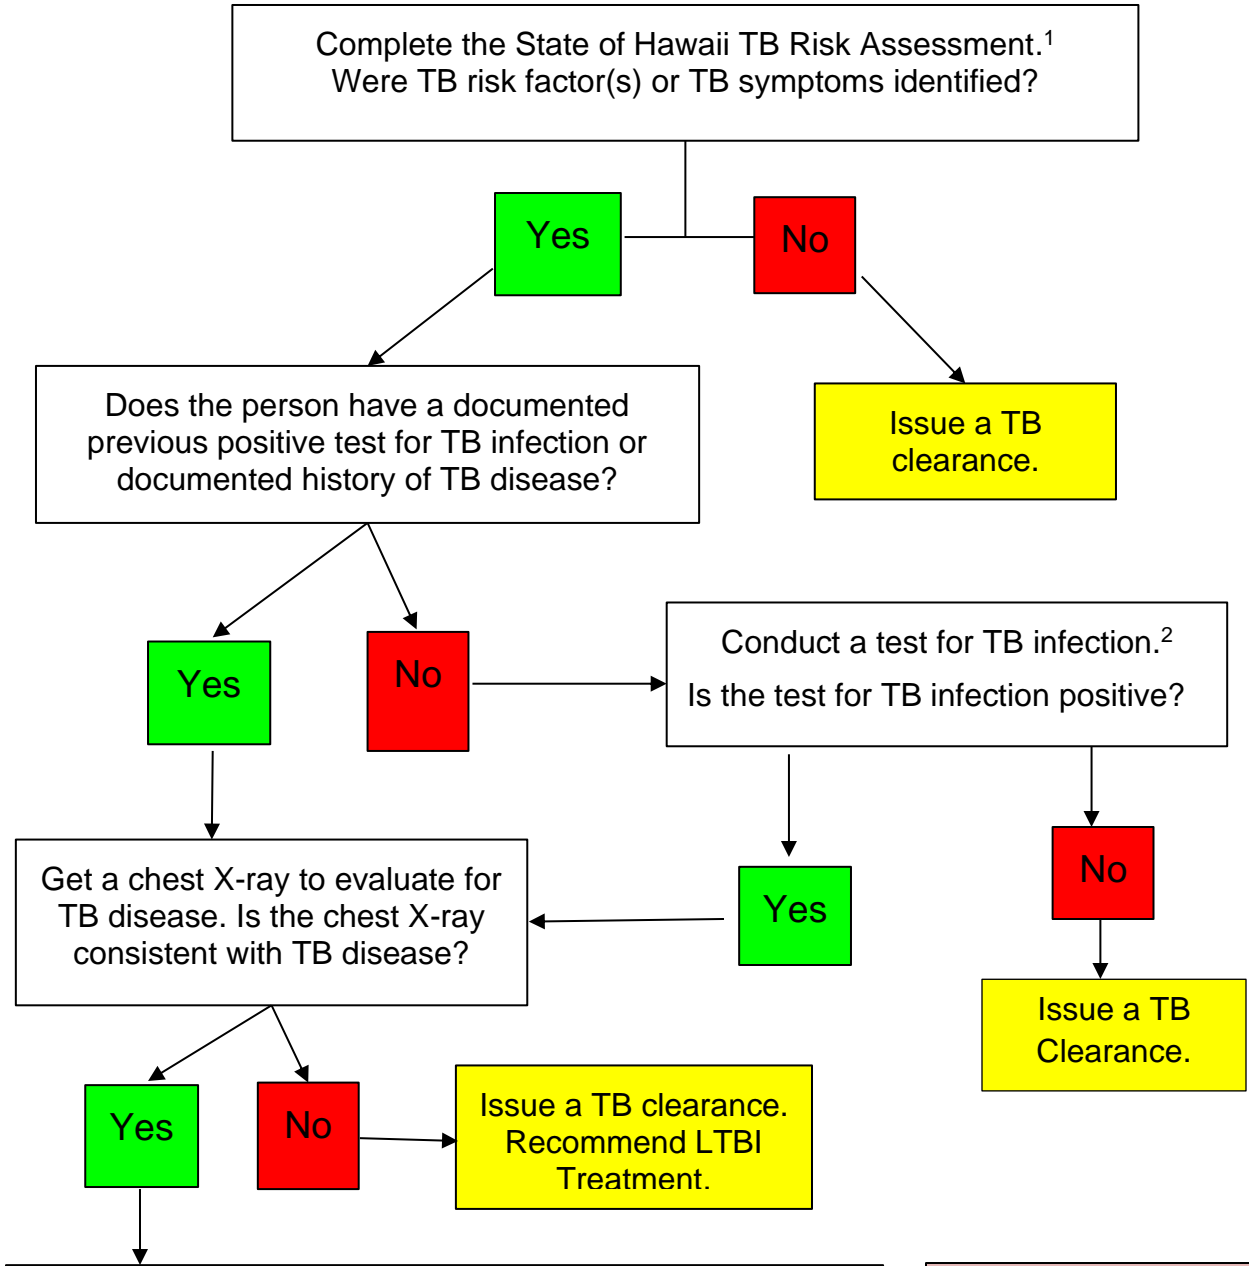 Complete the State of Hawaii TB Risk Assessment.¹
Were TB risk factor(s) or TB symptoms identified?
Yes
No
Does the person have a documented
previous positive test for TB infection or
documented history of TB disease?
Issue a TB
clearance.
Yes
No
Conduct a test for TB infection.²
Is the test for TB infection positive?
Get a chest X-ray to evaluate for
TB disease. Is the chest X-ray
consistent with TB disease?
Yes
No
Issue a TB
Clearance.
Yes
No
Issue a TB clearance.
Recommend LTBI
Treatment.